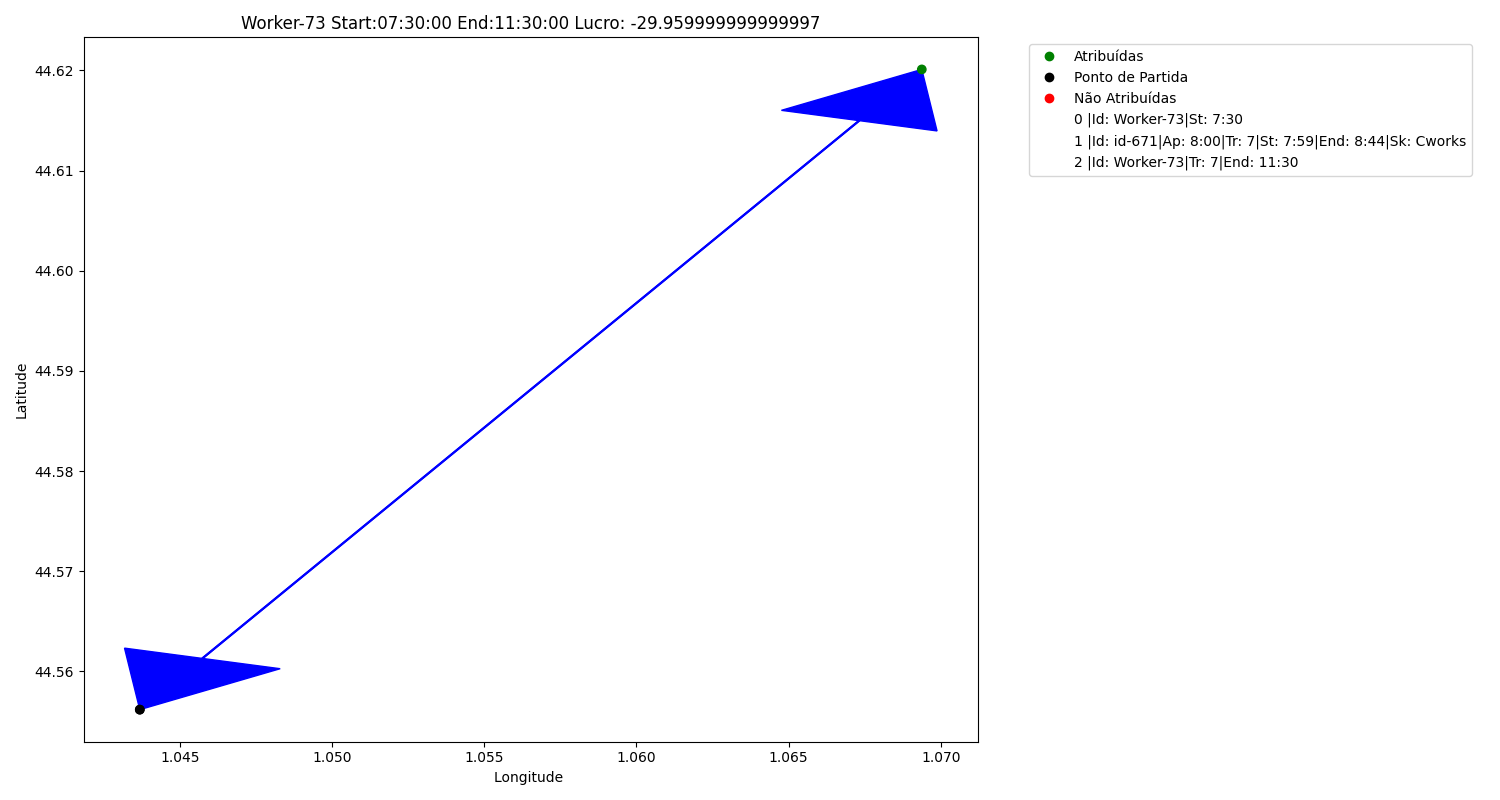 Worker-73 Start:07:30:00 End:11:30:00 Lucro: -29.959999999999997
Atribuídas
Ponto de Partida
Não Atribuídas
0 |Id: Worker-73|St: 7:30
1 |Id: id-671|Ap: 8:00|Tr: 7|St: 7:59|End: 8:44|Sk: Cworks
2 |Id: Worker-73|Tr: 7|End: 11:30
44.62
44.61
44.60
44.59
44.58
44.57
44.56
Latitude
1.045
1.050
1.055
1.060
1.065
1.070
Longitude